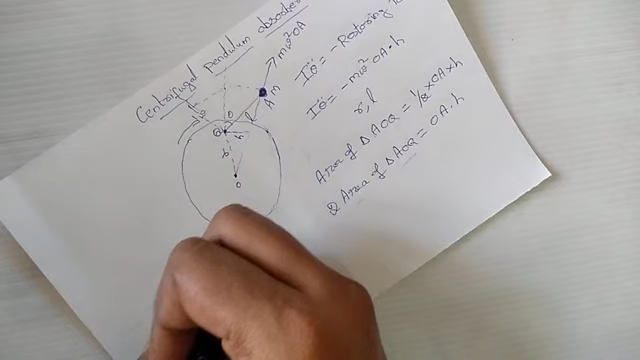 Centrifugal pendulum absorber
mω²OA
m
A
θ
l
Q
h
r
O
Iθ̈ = -Restoring
Iθ̈ = -mω² OA·h
r, l
Area of ΔAOQ = 1/2 × OA × h
2 Area of ΔAOQ = OA·h